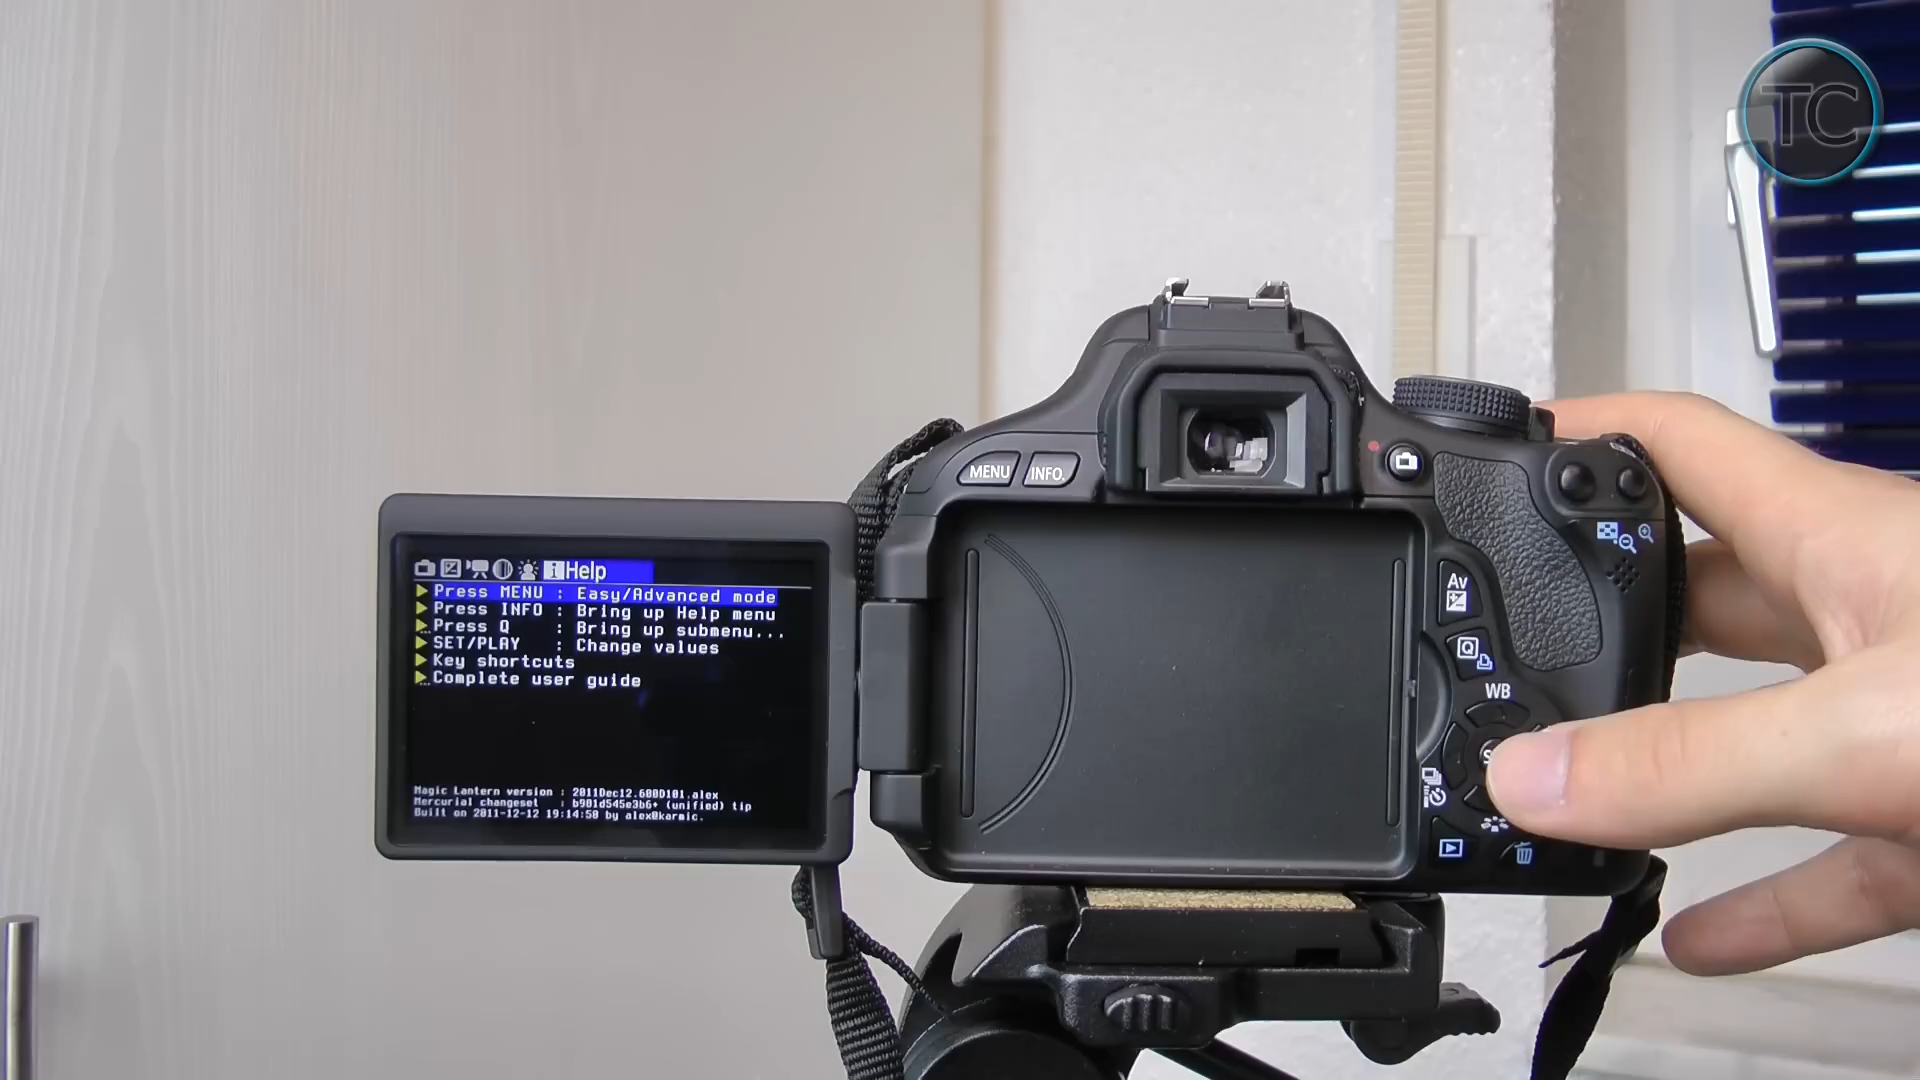 TC
MENU INFO.
Help
Press MENU : Easy/Advanced mode
Press INFO : Bring up Help menu
Press Q : Bring up submenu...
SET/PLAY : Change values
Key shortcuts
Complete user guide
Magic Lantern version : 2011Dec12.600D101.alex
Mercurial changeset : b901d545e3b6+ (unified) tip
Built on 2011-12-12 19:14:50 by alex@karmic.
Av
Q
WB